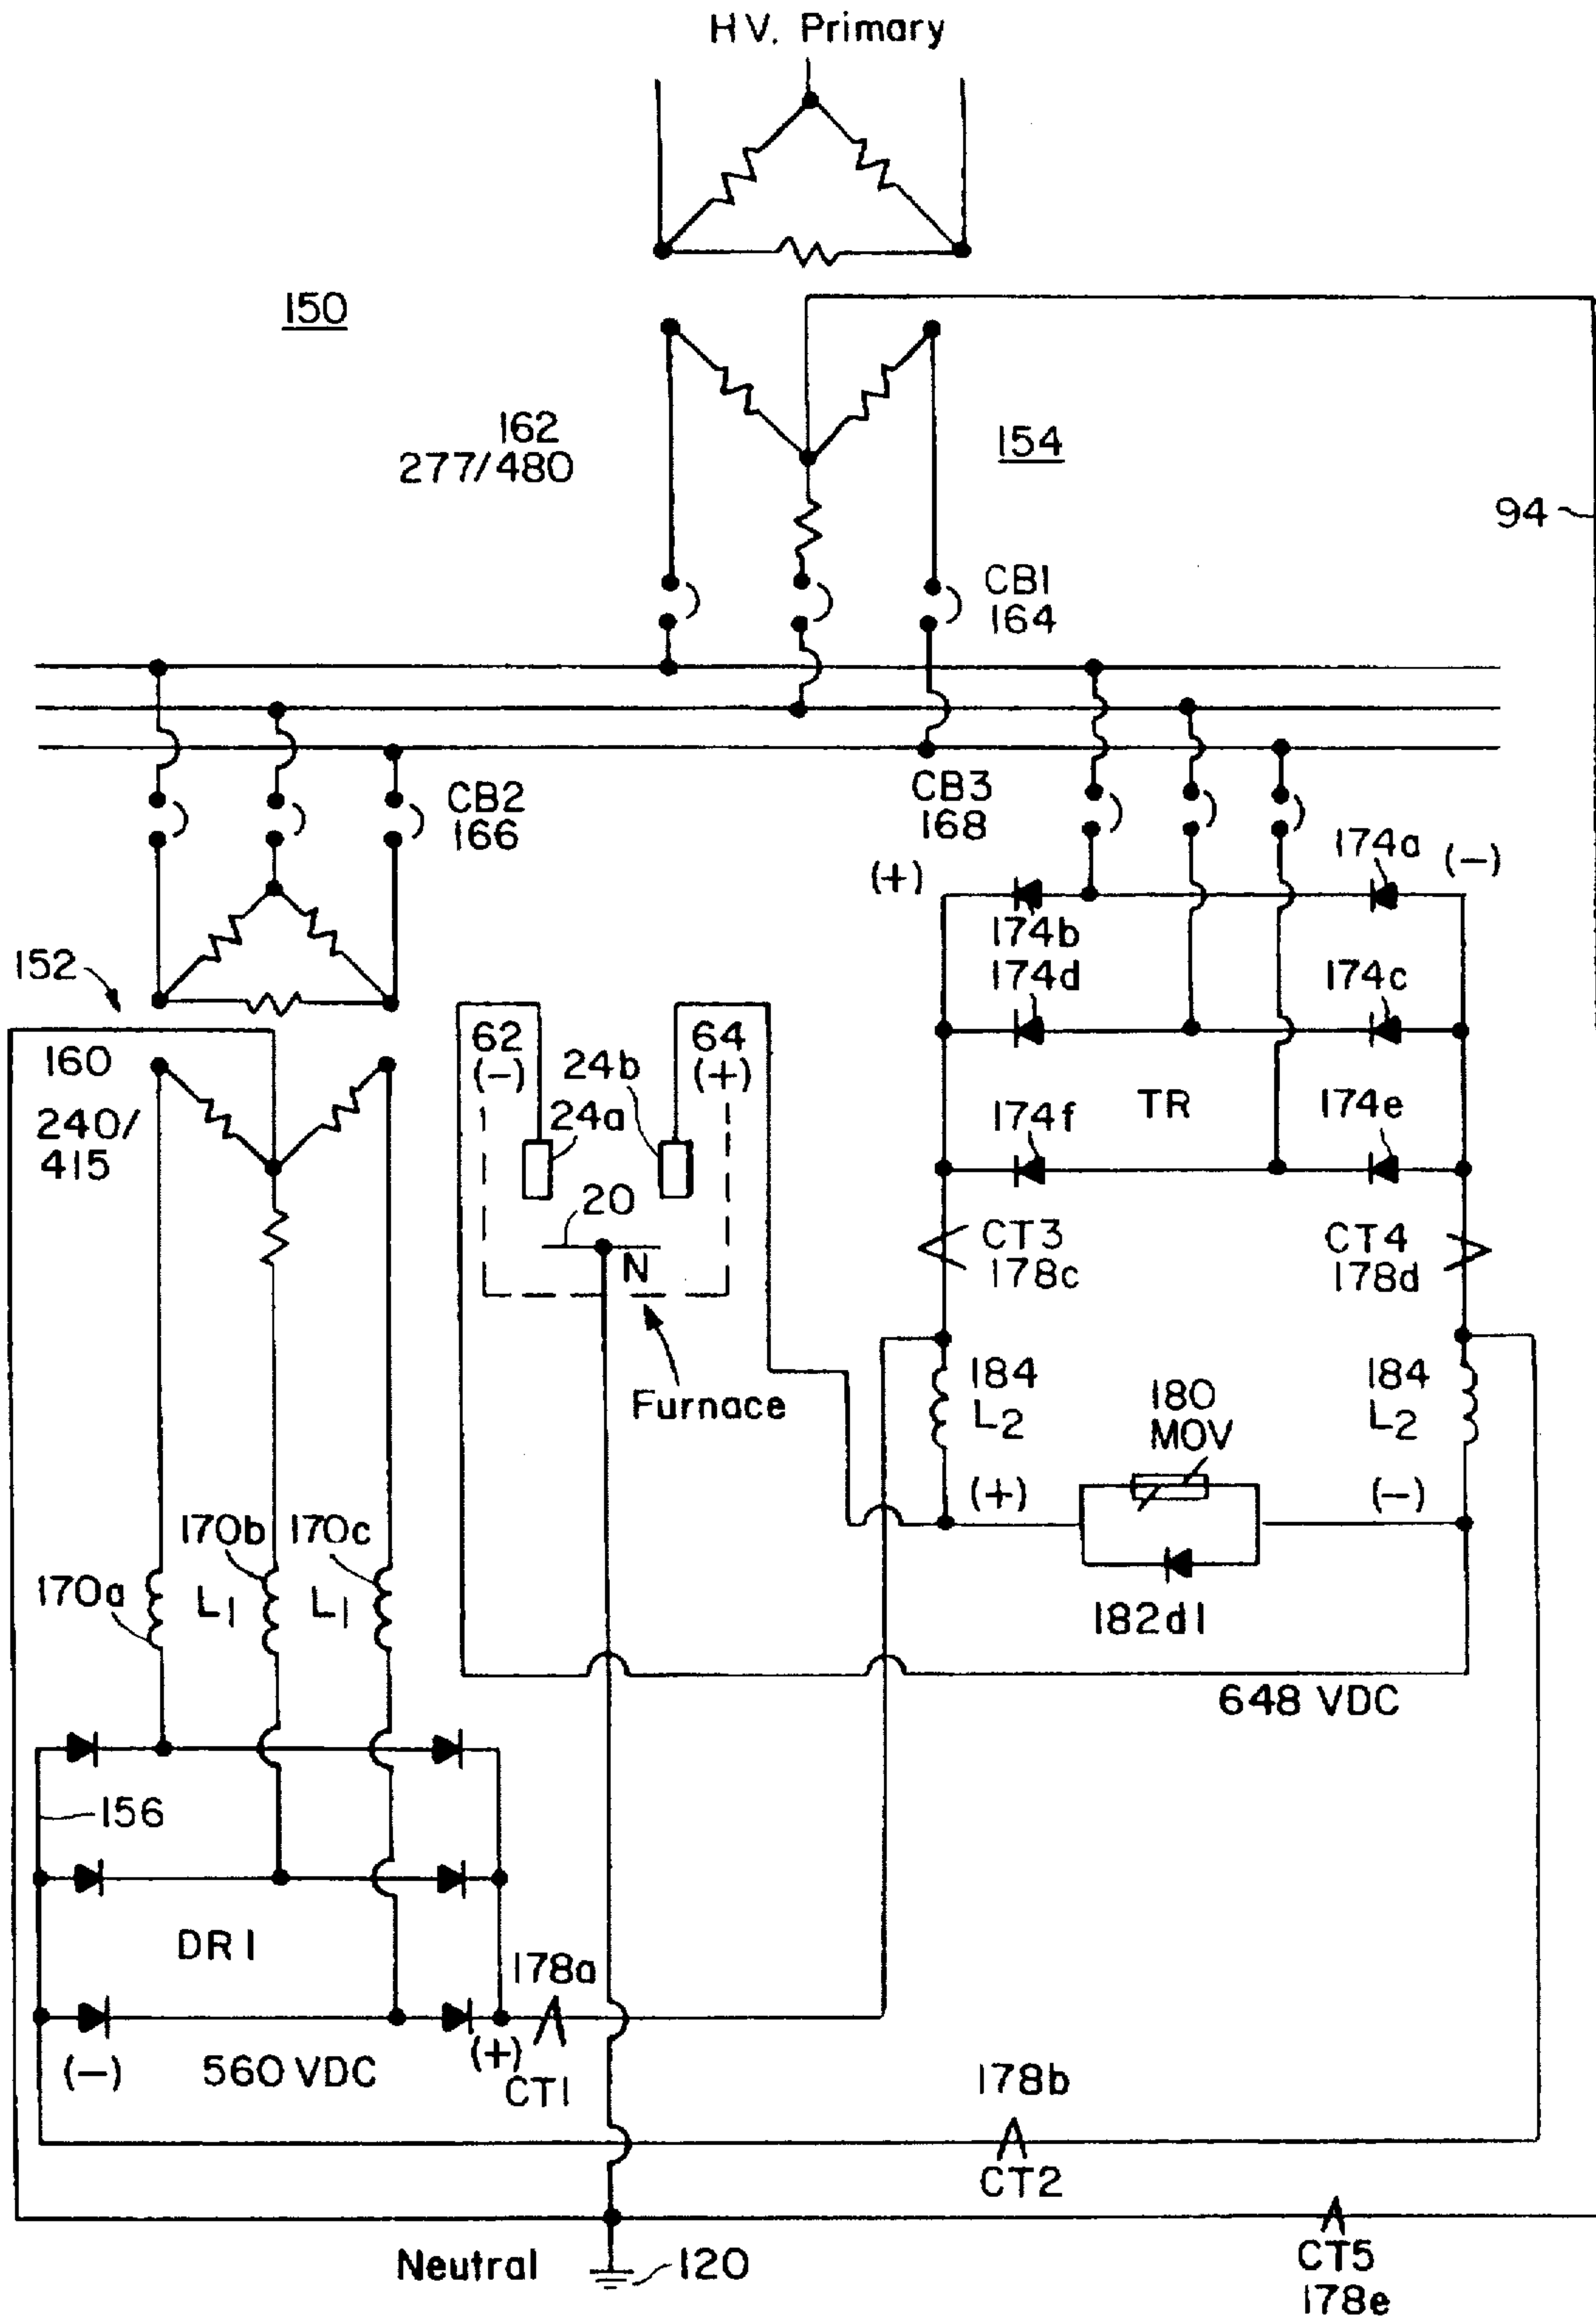 HV. Primary
150
162
277/480
154
94
CB1
164
CB2
166
CB3
168
(+)
174a
(-)
174b
174d
174c
152
160
240/
415
62
(-)
24b
24a
64
(+)
20
N
Furnace
174f
TR
174e
CT3
178c
CT4
178d
184
L2
180
MOV
184
L2
(+)
(-)
182d1
648 VDC
170a
170b
L1
170c
L1
156
DR1
178a
(-)
560 VDC
(+)
CT1
178b
CT2
Neutral
120
CT5
178e